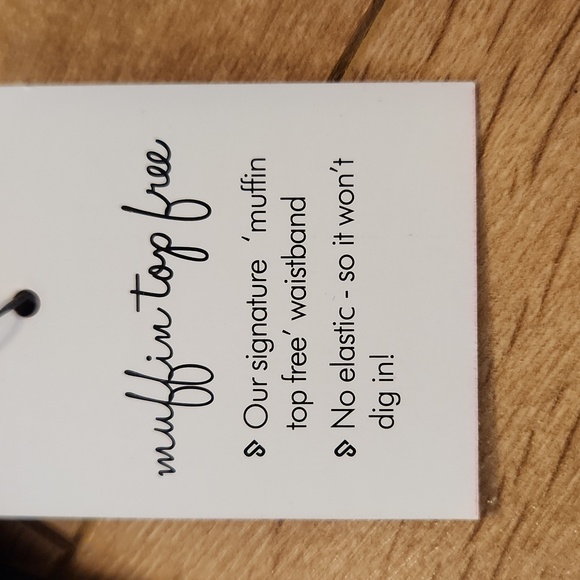 muffin top free
Our signature 'muffin
top free' waistband
No elastic - so it won't
dig in!